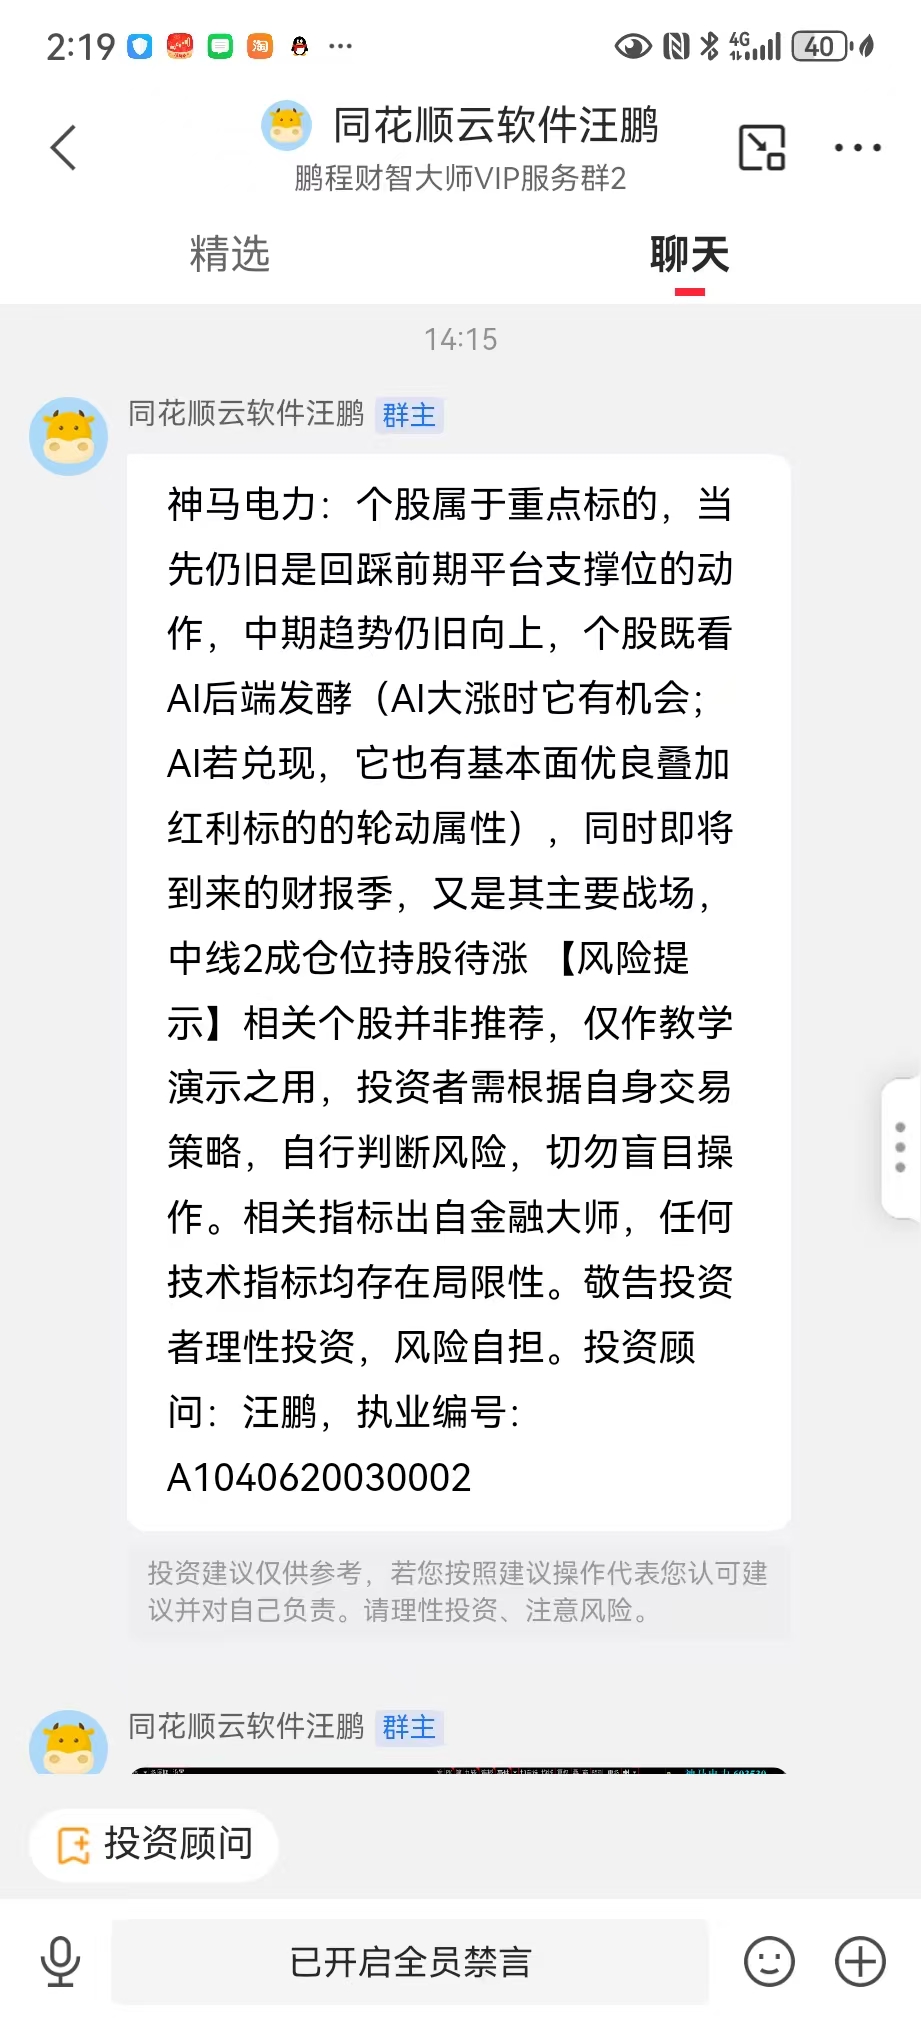 2:19
淘
4G
40
同花顺云软件汪鹏
鹏程财智大师VIP服务群2
精选
聊天
14:15
同花顺云软件汪鹏 群主
神马电力：个股属于重点标的，当
先仍旧是回踩前期平台支撑位的动
作，中期趋势仍旧向上，个股既看
AI后端发酵（AI大涨时它有机会；
AI若兑现，它也有基本面优良叠加
红利标的的轮动属性），同时即将
到来的财报季，又是其主要战场，
中线2成仓位持股待涨 【风险提
示】相关个股并非推荐，仅作教学
演示之用，投资者需根据自身交易
策略，自行判断风险，切勿盲目操
作。相关指标出自金融大师，任何
技术指标均存在局限性。敬告投资
者理性投资，风险自担。投资顾
问：汪鹏，执业编号：
A1040620030002
投资建议仅供参考，若您按照建议操作代表您认可建
议并对自己负责。请理性投资、注意风险。
同花顺云软件汪鹏 群主
投资顾问
已开启全员禁言